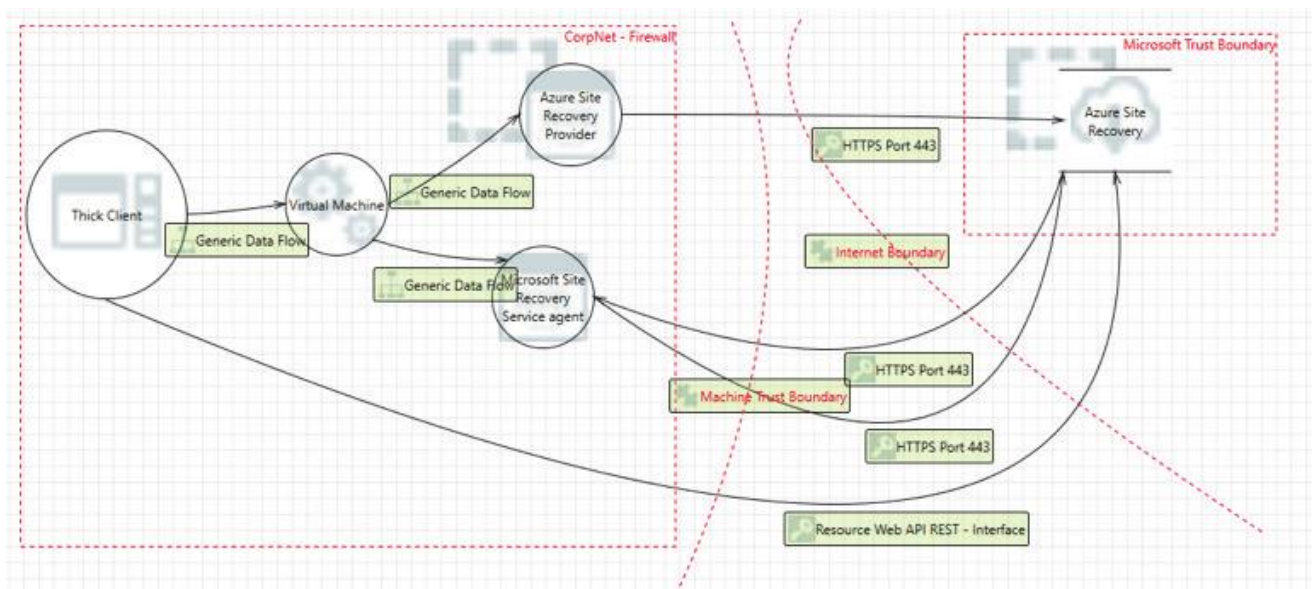 CorpNet - Firewall
Microsoft Trust Boundary
Azure Site
Recovery
Provider
Azure Site
Recovery
HTTPS Port 443
Generic Data Flow
Virtual Machine
Thick Client
Generic Data Flow
Internet Boundary
Generic Data Flow
Microsoft Site
Recovery
Service agent
HTTPS Port 443
Machine Trust Boundary
HTTPS Port 443
Resource Web API REST - Interface